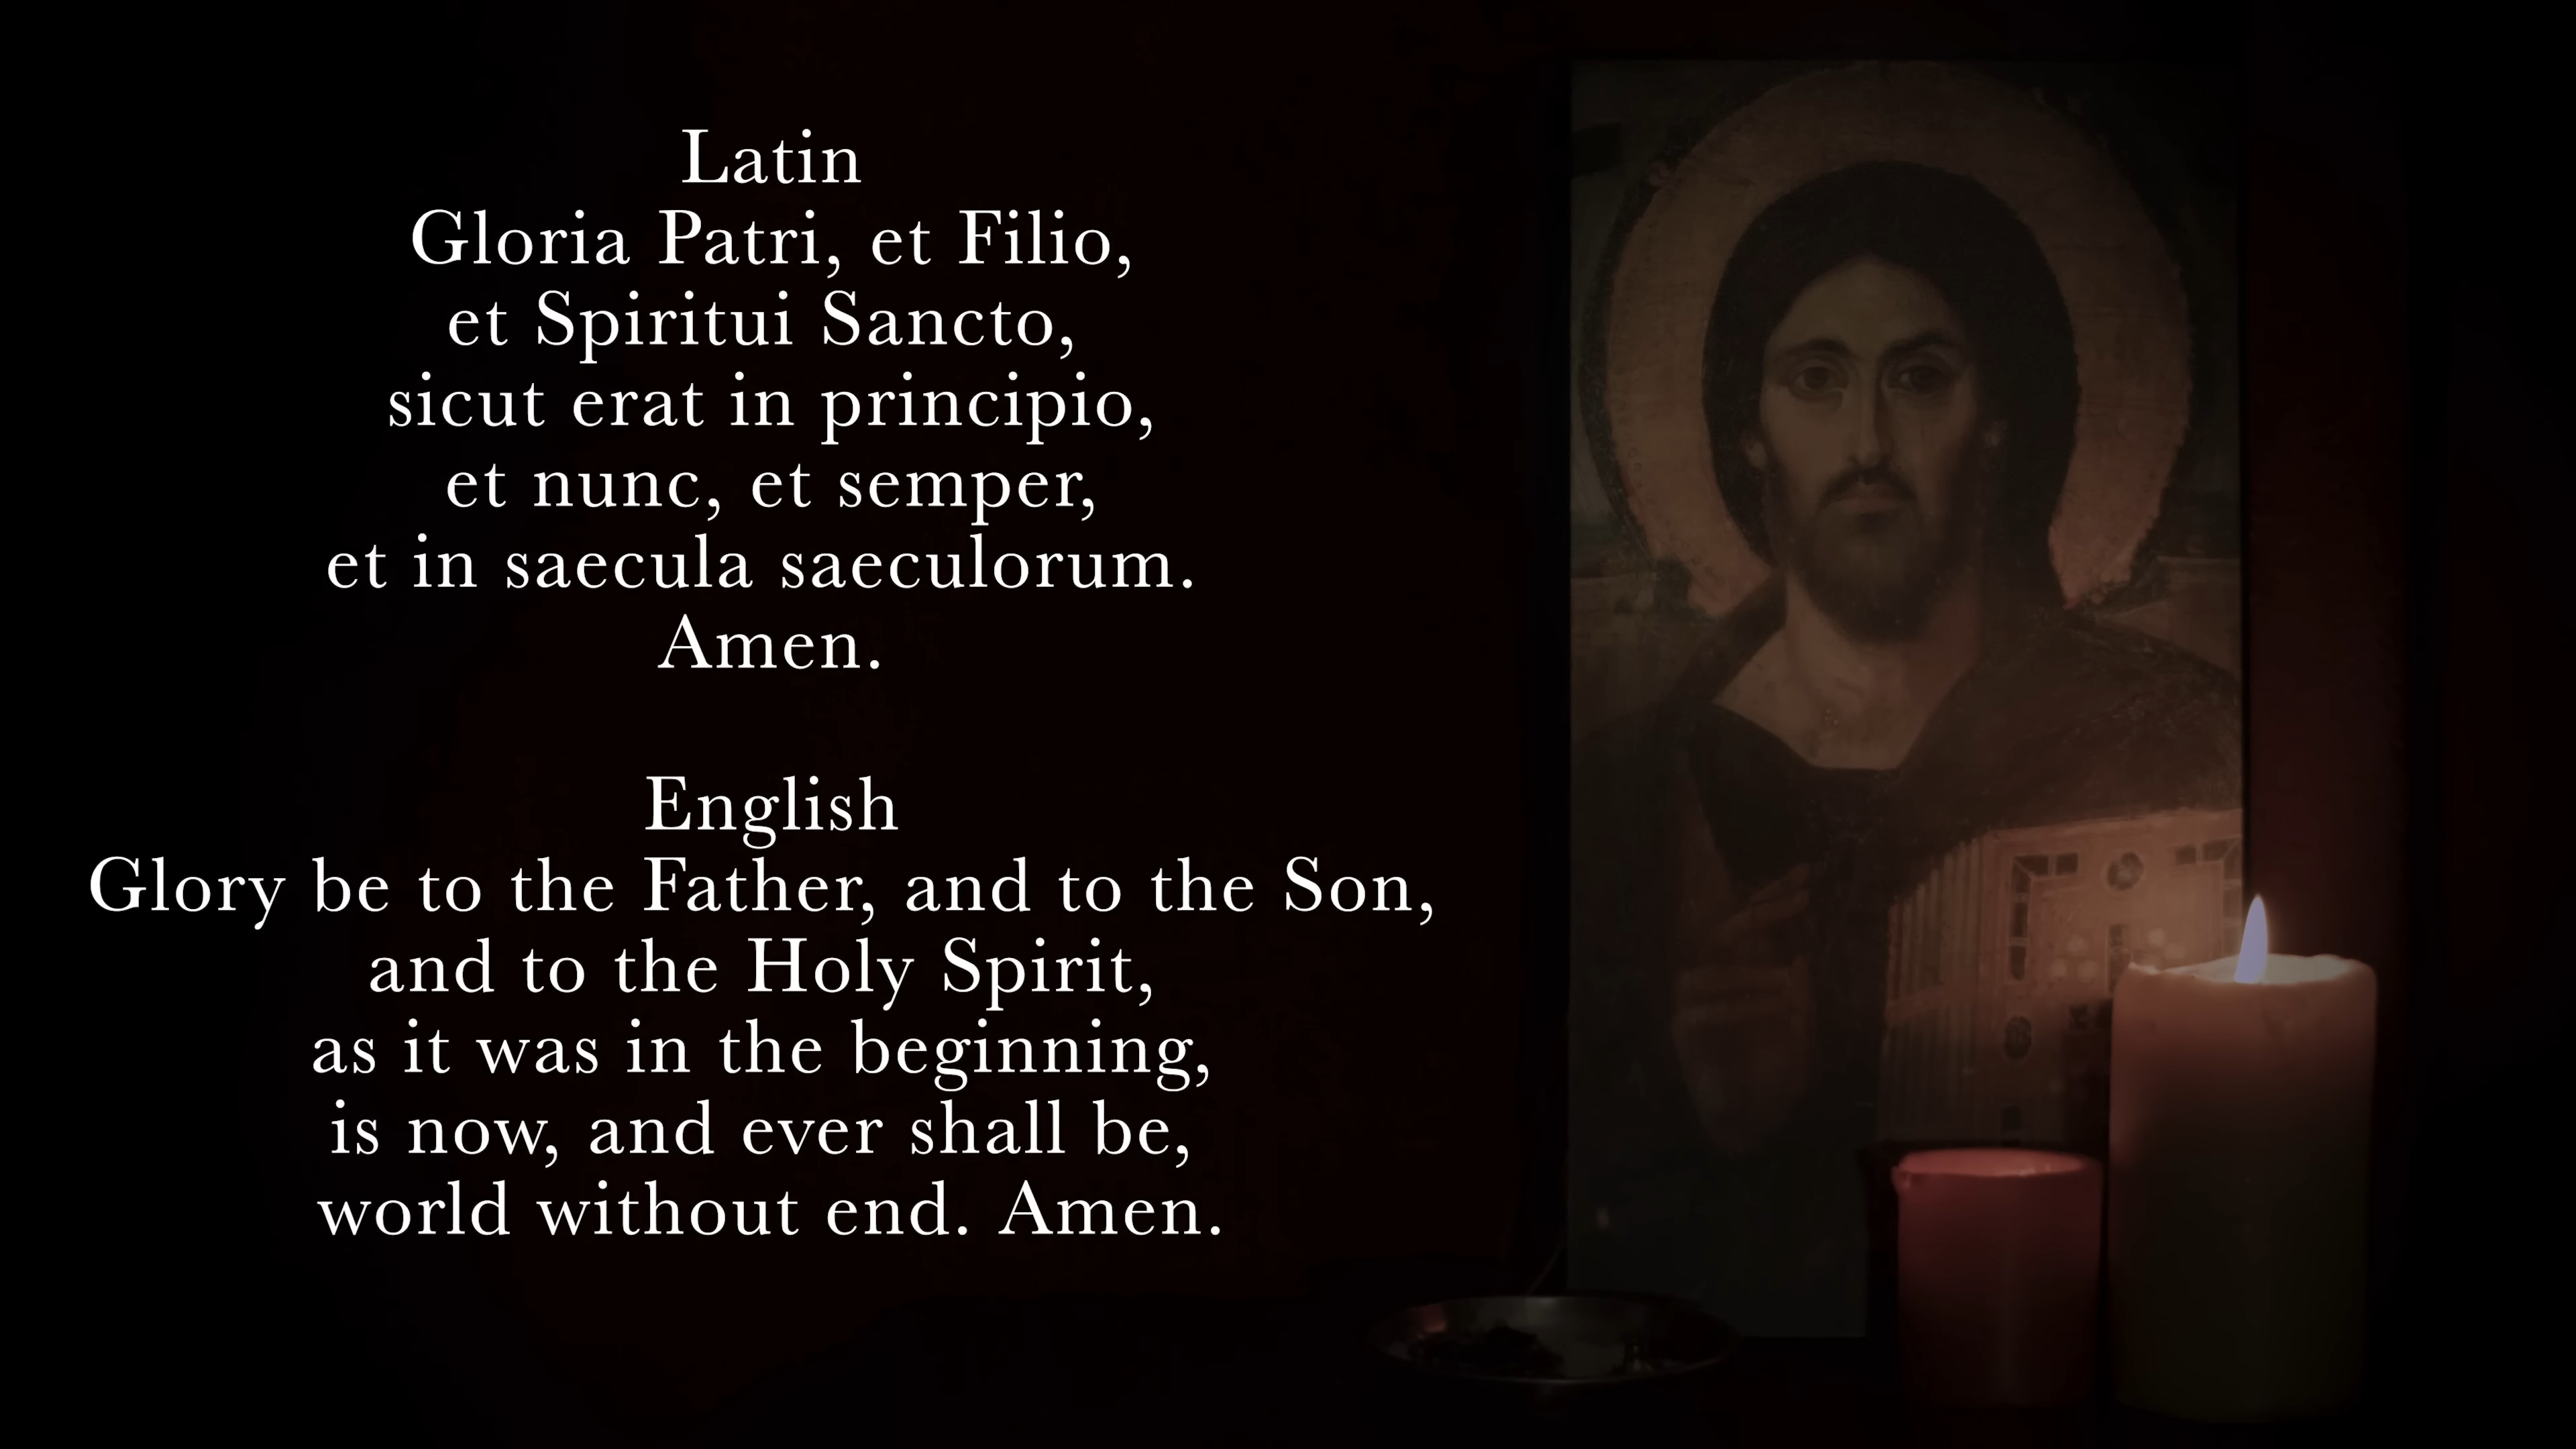 Latin
Gloria Patri, et Filio,
et Spiritui Sancto,
sicut erat in principio,
et nunc, et semper,
et in saecula saeculorum.
Amen.
English
Glory be to the Father, and to the Son,
and to the Holy Spirit,
as it was in the beginning,
is now, and ever shall be,
world without end. Amen.